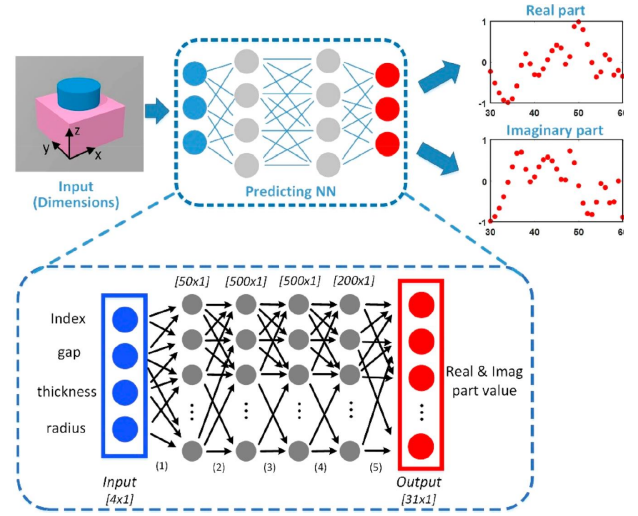 Real part
1
0
-1
30
40
50
60
z
y
x
Input
(Dimensions)
Predicting NN
Imaginary part
1
0
-1
30
40
50
60
[50x1]
[500x1]
[500x1]
[200x1]
Index
gap
thickness
radius
Real & Imag
part value
(1)
(2)
(3)
(4)
(5)
Input
[4x1]
Output
[31x1]